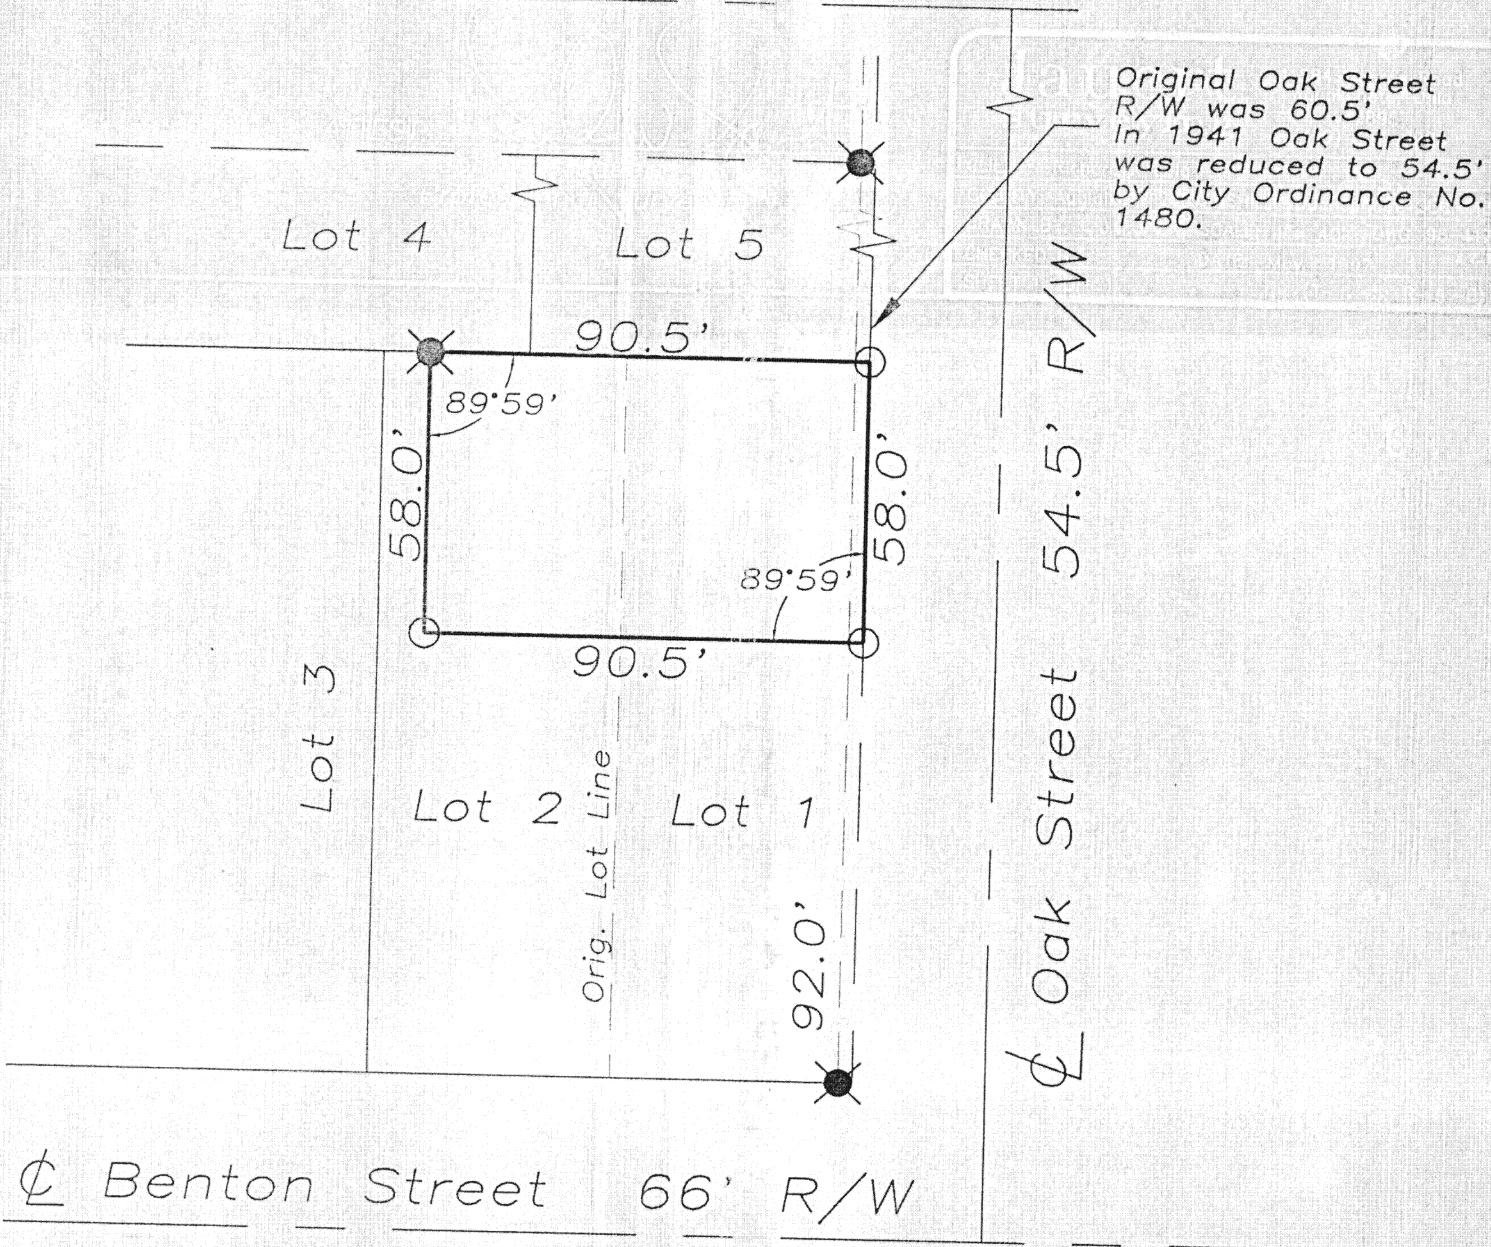 Original Oak Street
R/W was 60.5'
In 1941 Oak Street
was reduced to 54.5'
by City Ordinance No.
1480.
Lot 4
Lot 5
90.5'
89°59'
58.0'
58.0'
89°59'
90.5'
Lot 3
Lot 2
Orig. Lot Line
Lot 1
92.0'
℄ Oak Street 54.5' R/W
℄ Benton Street 66' R/W